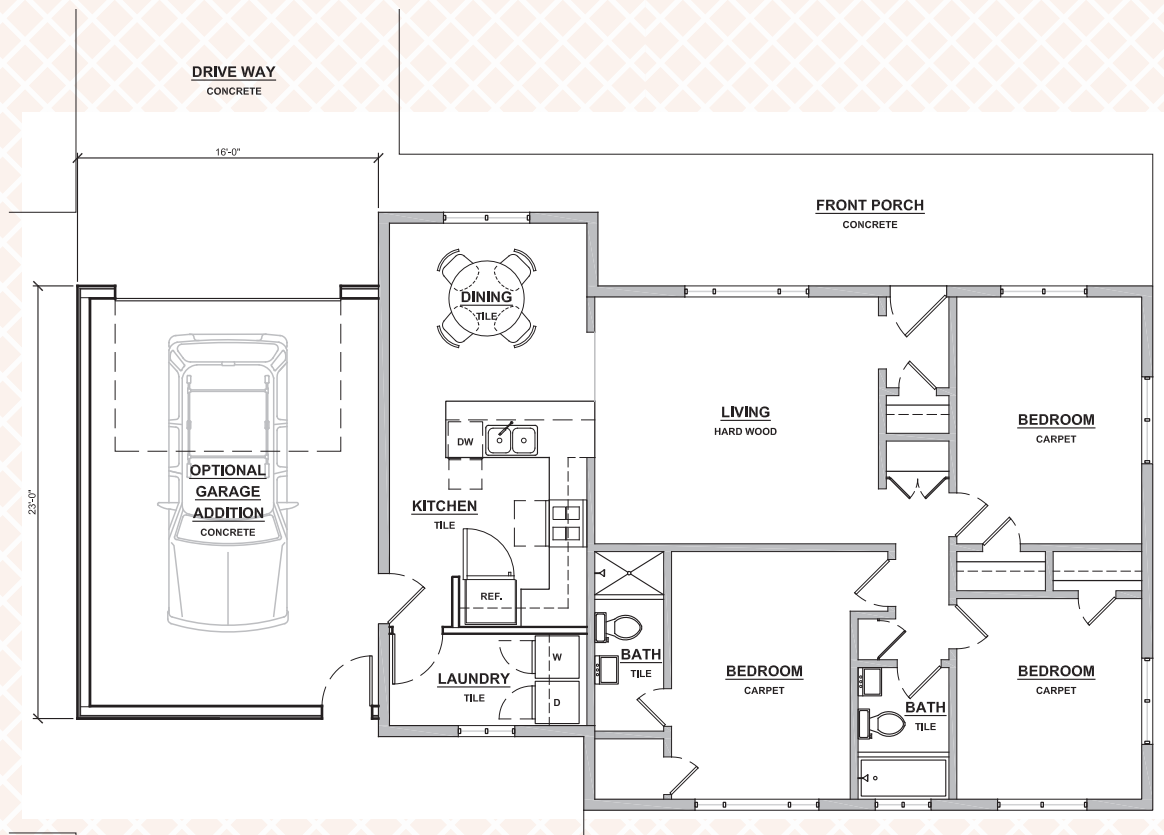 DRIVE WAY
CONCRETE
16'-0"
FRONT PORCH
CONCRETE
DINING
TILE
LIVING
HARD WOOD
BEDROOM
CARPET
DW
OPTIONAL
GARAGE
ADDITION
CONCRETE
23'-0"
KITCHEN
TILE
REF.
BATH
TILE
W
LAUNDRY
TILE
D
BEDROOM
CARPET
BEDROOM
CARPET
BATH
TILE